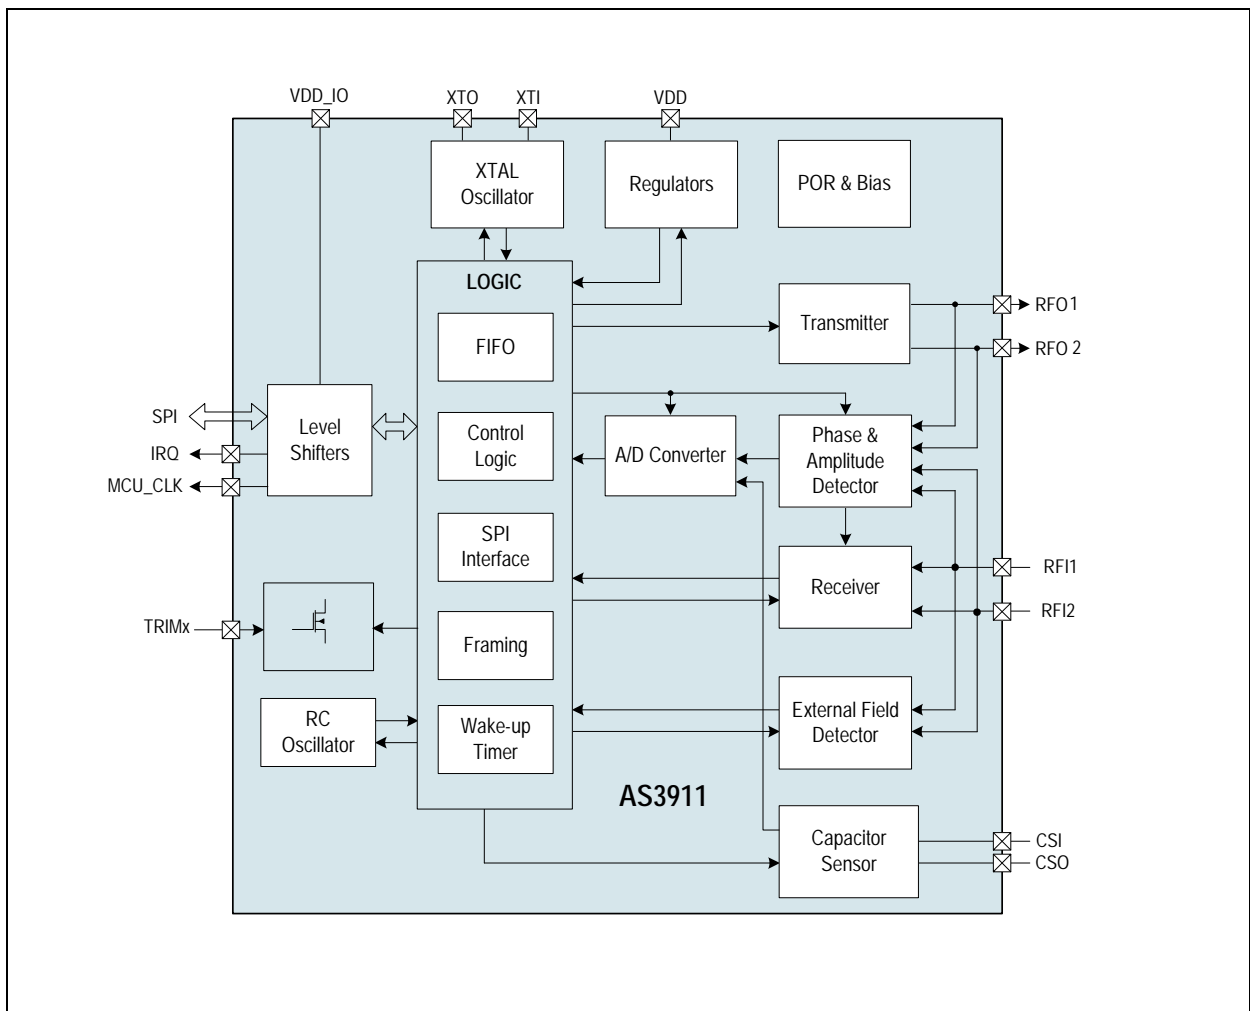 VDD_IO
XTO
XTI
VDD
XTAL
Oscillator
Regulators
POR & Bias
LOGIC
FIFO
Transmitter
RFO1
RFO 2
SPI
IRQ
MCU_CLK
Level
Shifters
Control
Logic
A/D Converter
Phase &
Amplitude
Detector
SPI
Interface
Receiver
RFI1
RFI2
TRIMx
Framing
RC
Oscillator
Wake-up
Timer
External Field
Detector
AS3911
Capacitor
Sensor
CSI
CSO